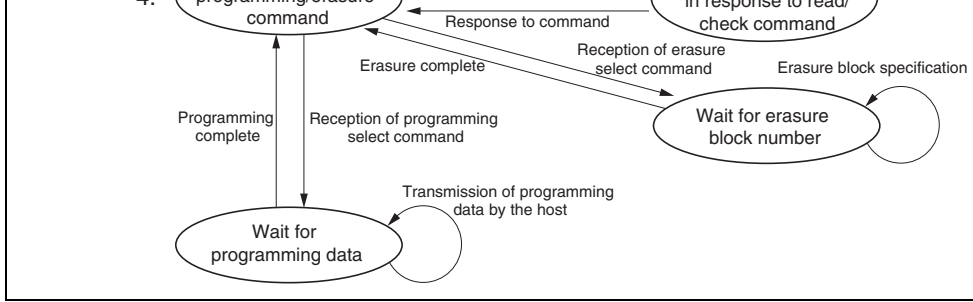 4.
programming/erasure
command
in response to read/
check command
Response to command
Reception of erasure
select command
Erasure complete
Erasure block specification
Wait for erasure
block number
Programming
complete
Reception of programming
select command
Transmission of programming
data by the host
Wait for
programming data